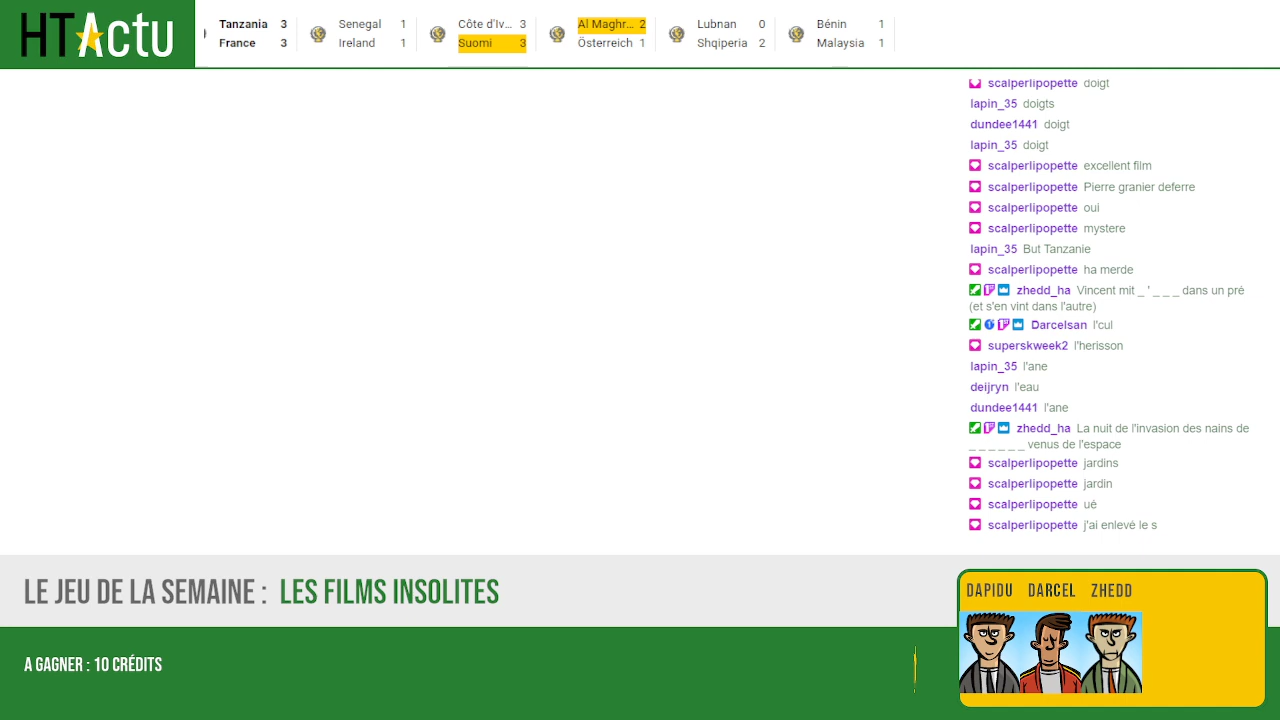 HTActu
Tanzania 3
France 3
Senegal 1
Ireland 1
Côte d'Iv... 3
Suomi 3
Al Maghr... 2
Österreich 1
Lubnan 0
Shqiperia 2
Bénin 1
Malaysia 1
scalperlipopette doigt
lapin_35 doigts
dundee1441 doigt
lapin_35 doigt
scalperlipopette excellent film
scalperlipopette Pierre granier deferre
scalperlipopette oui
scalperlipopette mystere
lapin_35 But Tanzanie
scalperlipopette ha merde
zhedd_ha Vincent mit _ ' _ _ _ dans un pré
(et s'en vint dans l'autre)
Darcelsan l'cul
superskweek2 l'herisson
lapin_35 l'ane
deijryn l'eau
dundee1441 l'ane
zhedd_ha La nuit de l'invasion des nains de
_ _ _ _ _ _ venus de l'espace
scalperlipopette jardins
scalperlipopette jardin
scalperlipopette ué
scalperlipopette j'ai enlevé le s
LE JEU DE LA SEMAINE : LES FILMS INSOLITES
A GAGNER : 10 CRÉDITS
DAPIDU DARCEL ZHEDD